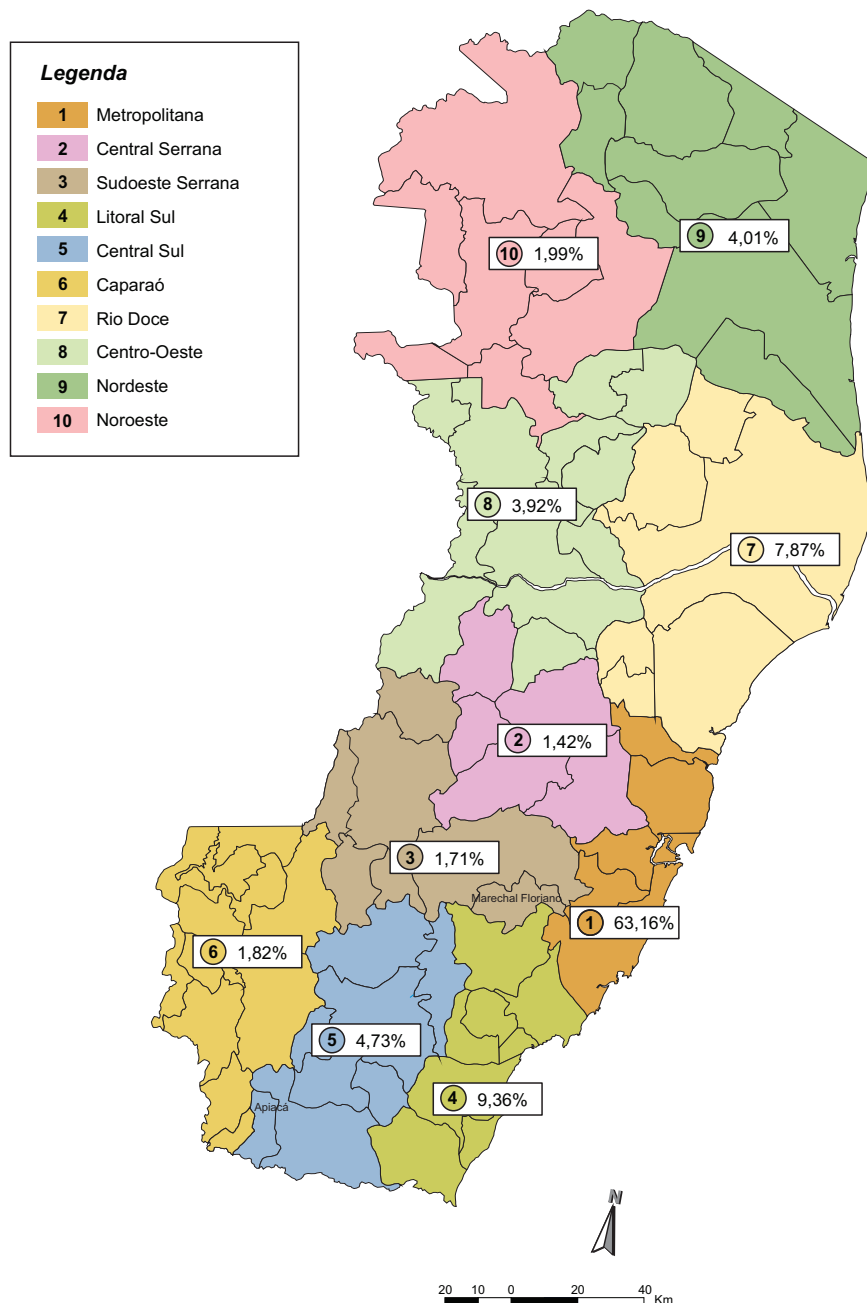 Legenda
1 Metropolitana
2 Central Serrana
3 Sudoeste Serrana
4 Litoral Sul
5 Central Sul
6 Caparaó
7 Rio Doce
8 Centro-Oeste
9 Nordeste
10 Noroeste
9 4,01%
10 1,99%
8 3,92%
7 7,87%
2 1,42%
3 1,71%
Marechal Floriano
1 63,16%
6 1,82%
5 4,73%
4 9,36%
Apiacá
N
20 10 0 20 40
Km